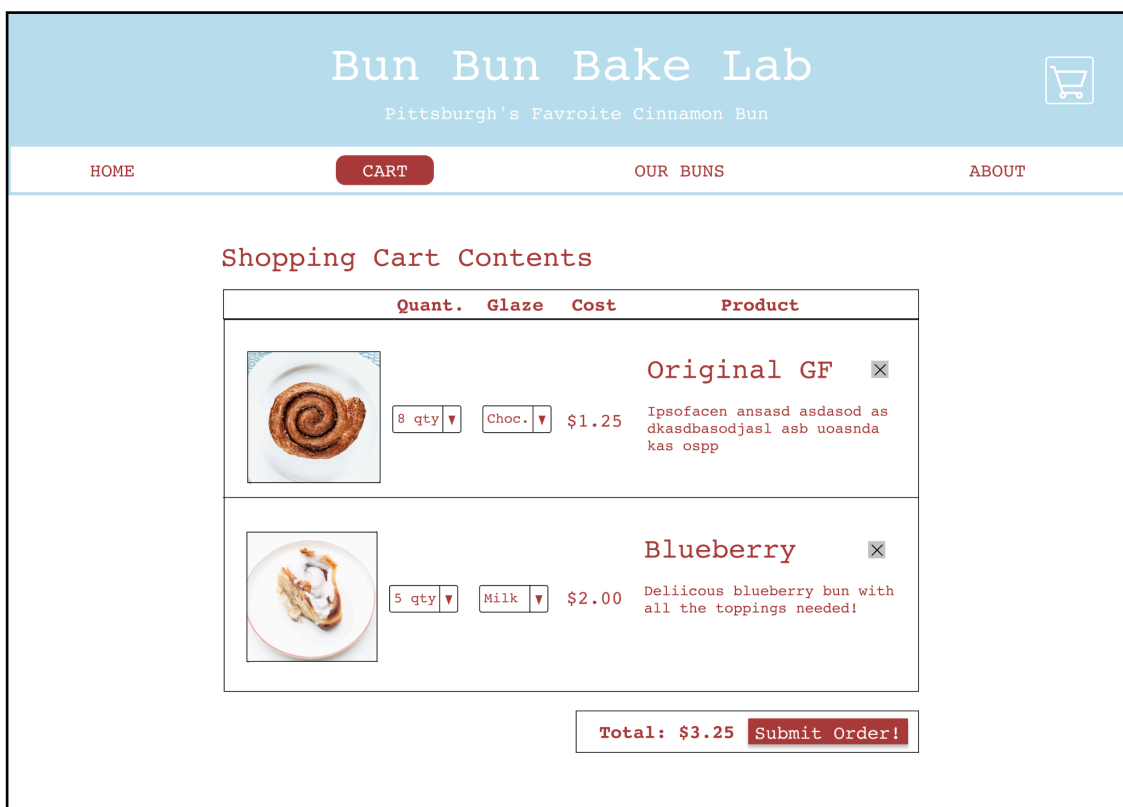 Bun Bun Bake Lab
Pittsburgh's Favroite Cinnamon Bun
HOME CART OUR BUNS ABOUT
Shopping Cart Contents
Quant. Glaze Cost Product
Original GF
8 qty Choc. $1.25
Ipsofacen ansasd asdasod as
dkasdbasodjasl asb uoasnda
kas ospp
Blueberry
5 qty Milk $2.00
Deliicous blueberry bun with
all the toppings needed!
Total: $3.25 Submit Order!